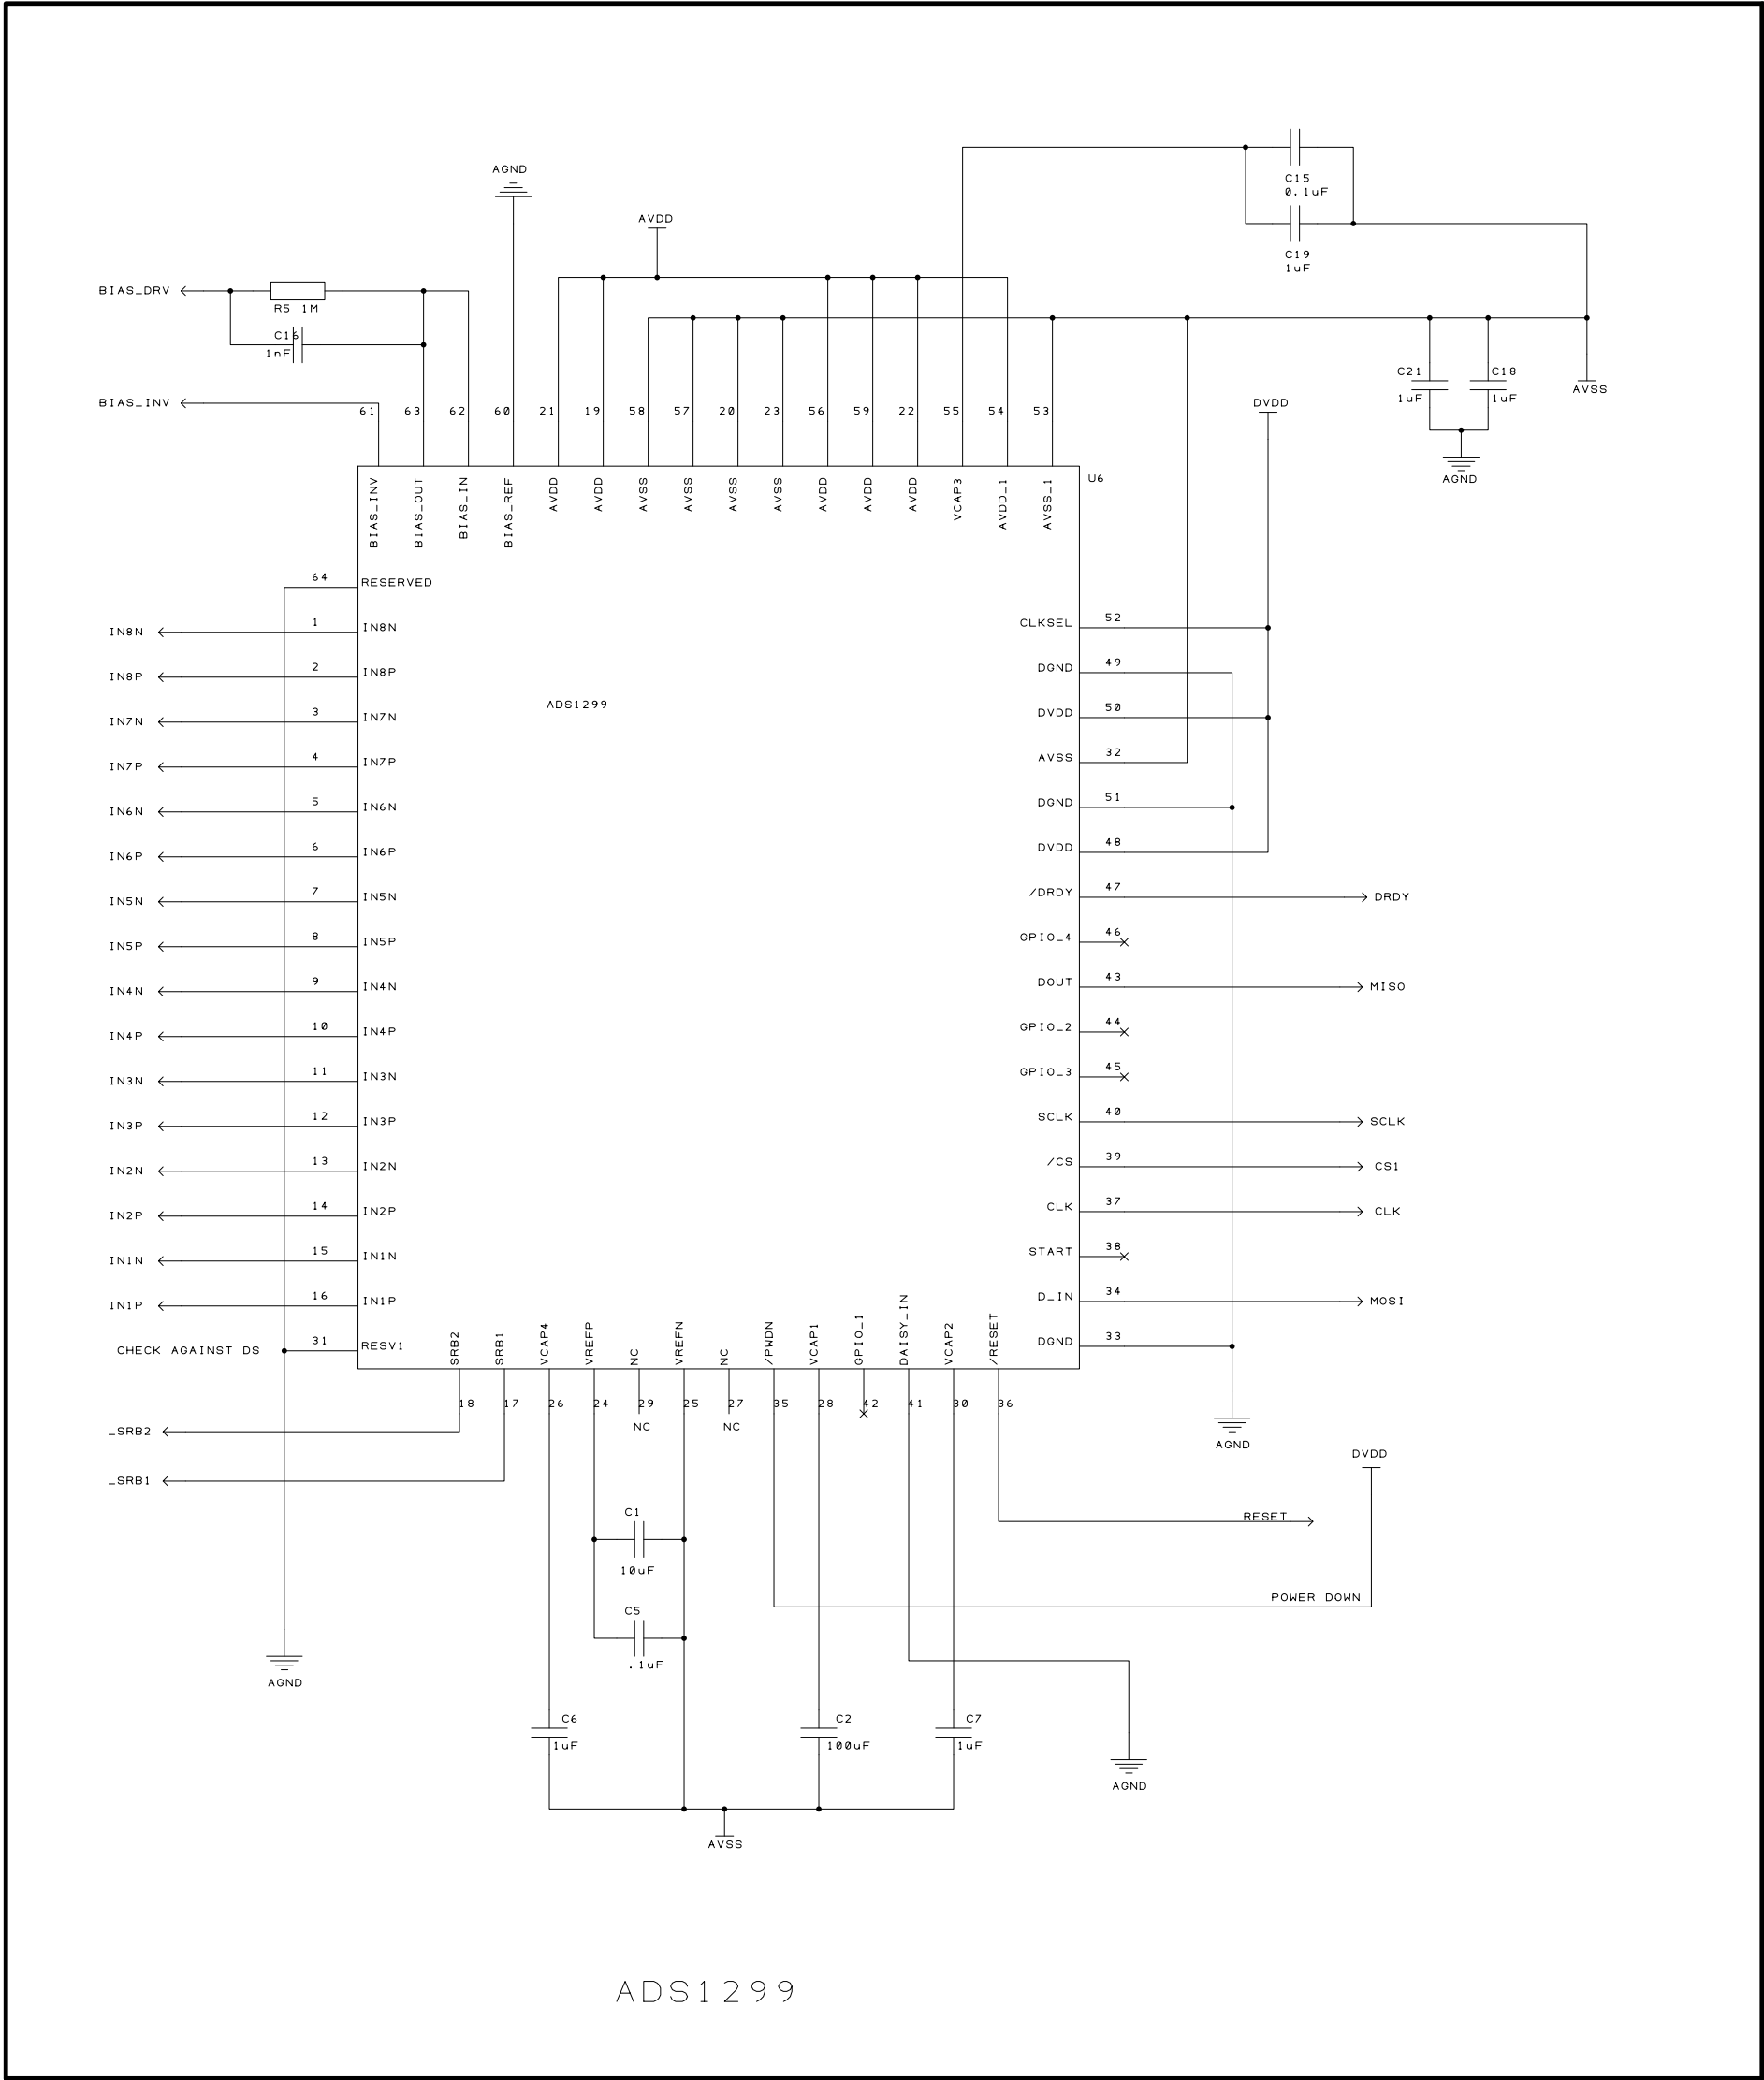 AGND
AVDD
C15
0.1uF
C19
1uF
BIAS_DRV
R5 1M
C16
1nF
BIAS_INV
61
63
62
60
21
19
58
57
20
23
56
59
22
55
54
53
C21
1uF
C18
1uF
AVSS
DVDD
AGND
U6
BIAS_INV
BIAS_OUT
BIAS_IN
BIAS_REF
AVDD
AVDD
AVSS
AVSS
AVSS
AVSS
AVDD
AVDD
AVDD
VCAP3
AVDD_1
AVSS_1
64 RESERVED
IN8N 1 IN8N
IN8P 2 IN8P
IN7N 3 IN7N
IN7P 4 IN7P
IN6N 5 IN6N
IN6P 6 IN6P
IN5N 7 IN5N
IN5P 8 IN5P
IN4N 9 IN4N
IN4P 10 IN4P
IN3N 11 IN3N
IN3P 12 IN3P
IN2N 13 IN2N
IN2P 14 IN2P
IN1N 15 IN1N
IN1P 16 IN1P
CHECK AGAINST DS 31 RESV1
ADS1299
CLKSEL 52
DGND 49
DVDD 50
AVSS 32
DGND 51
DVDD 48
/DRDY 47 DRDY
GPIO_4 46
DOUT 43 MISO
GPIO_2 44
GPIO_3 45
SCLK 40 SCLK
/CS 39 CS1
CLK 37 CLK
START 38
D_IN 34 MOSI
DGND 33
SRB2
SRB1
VCAP4
VREFP
NC
VREFN
NC
/PWDN
VCAP1
GPIO_1
DAISY_IN
VCAP2
/RESET
18
17
26
24
29
25
27
35
28
42
41
30
36
NC
NC
_SRB2
_SRB1
AGND
DVDD
C1
10uF
RESET
C5
.1uF
POWER DOWN
AGND
C6
1uF
C2
100uF
C7
1uF
AGND
AVSS
ADS1299